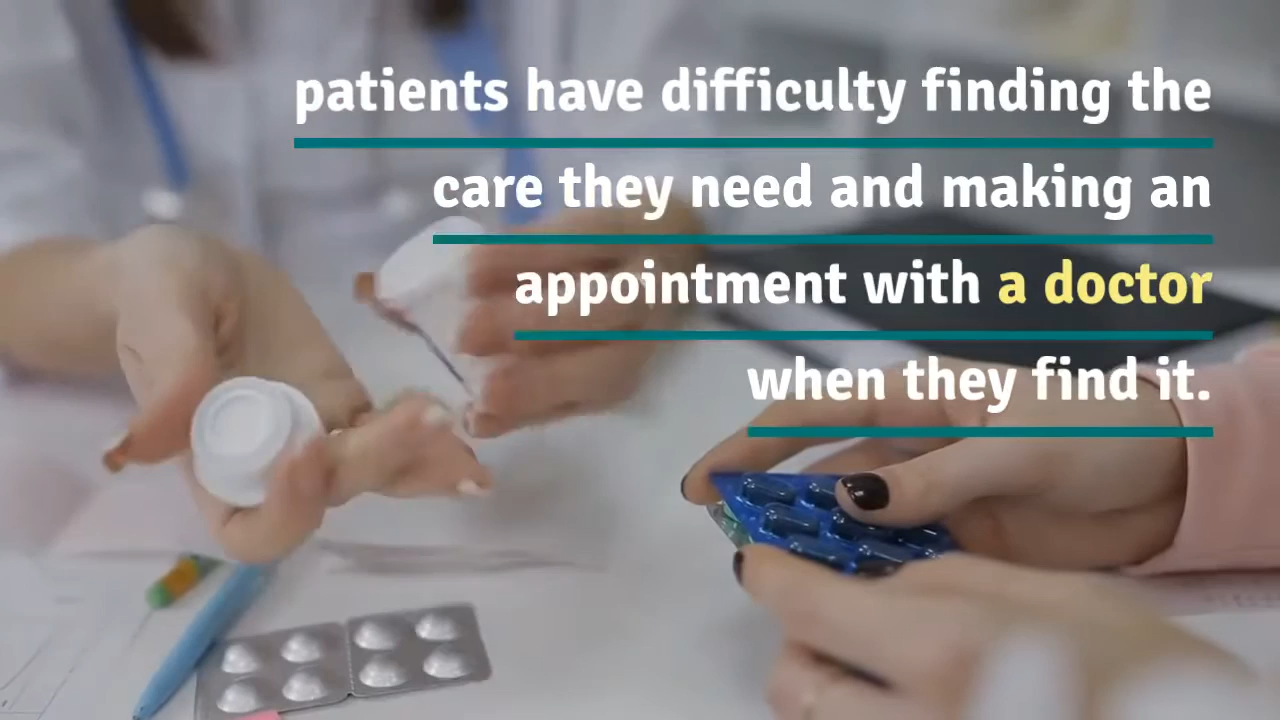 patients have difficulty finding the
care they need and making an
appointment with a doctor
when they find it.